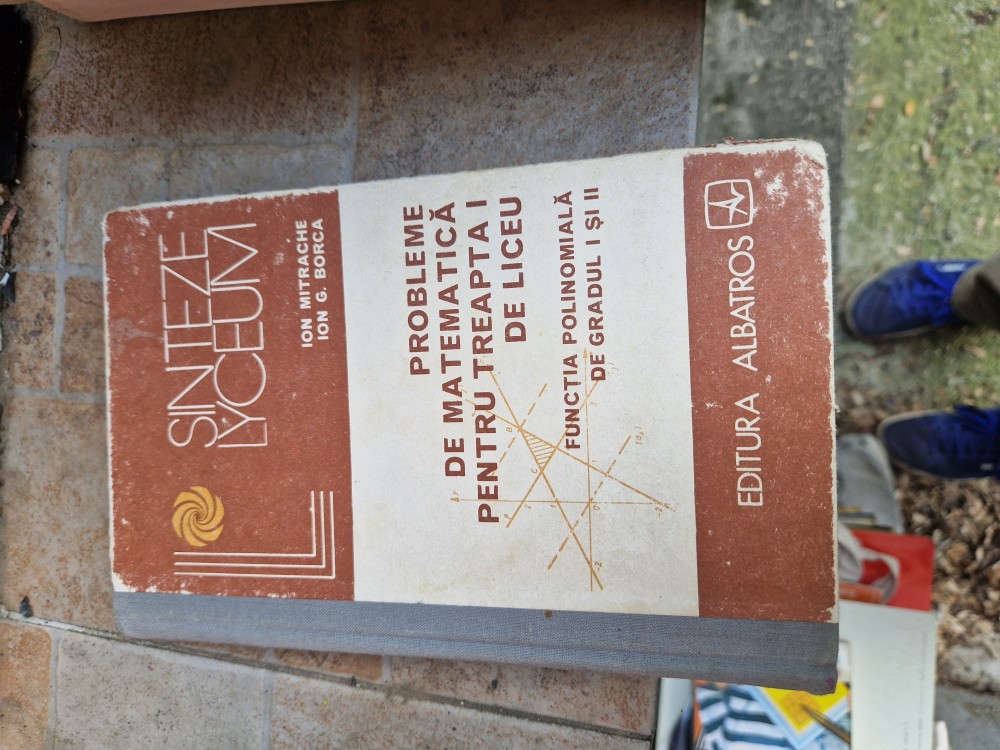 SINTEZE
LYCEUM
ION MITRACHE
ION G. BORCA
PROBLEME
DE MATEMATICĂ
PENTRU TREAPTA I
DE LICEU
FUNCȚIA POLINOMIALĂ
DE GRADUL I ȘI II
EDITURA ALBATROS